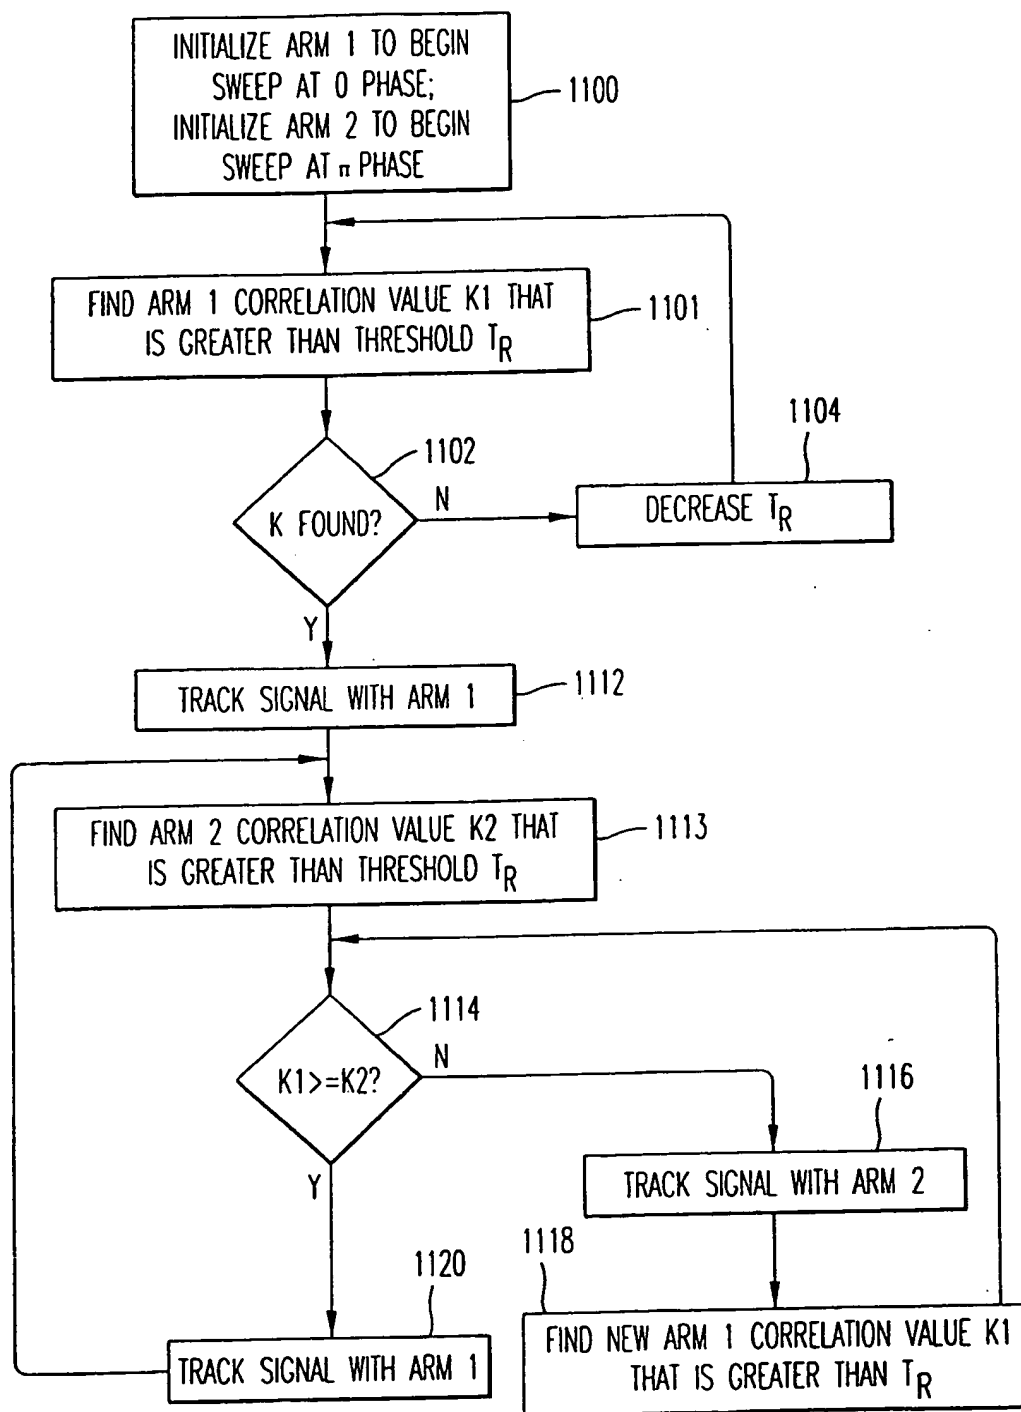 INITIALIZE ARM 1 TO BEGIN
SWEEP AT 0 PHASE;
INITIALIZE ARM 2 TO BEGIN
SWEEP AT π PHASE
1100
FIND ARM 1 CORRELATION VALUE K1 THAT
IS GREATER THAN THRESHOLD TR
1101
1102
K FOUND?
N
1104
DECREASE TR
Y
TRACK SIGNAL WITH ARM 1
1112
FIND ARM 2 CORRELATION VALUE K2 THAT
IS GREATER THAN THRESHOLD TR
1113
1114
K1>=K2?
N
1116
TRACK SIGNAL WITH ARM 2
Y
1118
FIND NEW ARM 1 CORRELATION VALUE K1
THAT IS GREATER THAN TR
1120
TRACK SIGNAL WITH ARM 1